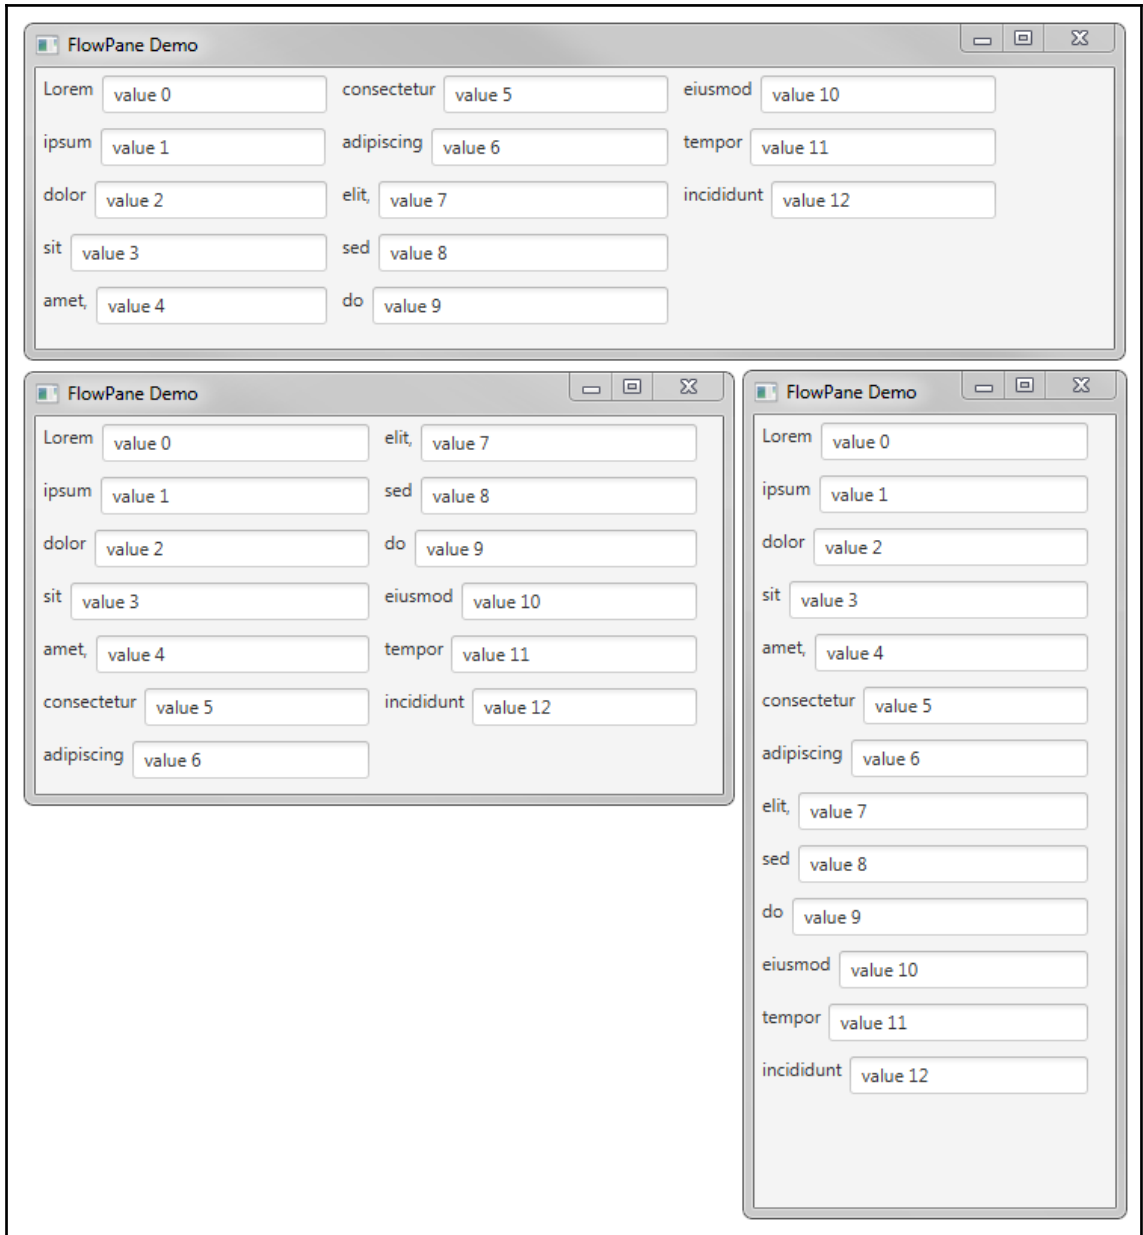 FlowPane Demo
Lorem value 0 consectetur value 5 eiusmod value 10
ipsum value 1 adipiscing value 6 tempor value 11
dolor value 2 elit, value 7 incididunt value 12
sit value 3 sed value 8
amet, value 4 do value 9
FlowPane Demo
Lorem value 0 elit, value 7
ipsum value 1 sed value 8
dolor value 2 do value 9
sit value 3 eiusmod value 10
amet, value 4 tempor value 11
consectetur value 5 incididunt value 12
adipiscing value 6
FlowPane Demo
Lorem value 0
ipsum value 1
dolor value 2
sit value 3
amet, value 4
consectetur value 5
adipiscing value 6
elit, value 7
sed value 8
do value 9
eiusmod value 10
tempor value 11
incididunt value 12